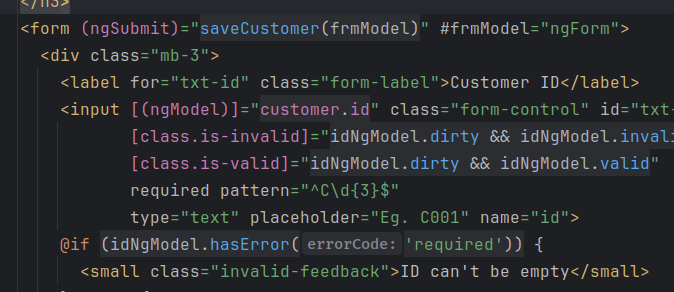 </h3>
<form (ngSubmit)="saveCustomer(frmModel)" #frmModel="ngForm">
<div class="mb-3">
<label for="txt-id" class="form-label">Customer ID</label>
<input [(ngModel)]="customer.id" class="form-control" id="txt-
[class.is-invalid]="idNgModel.dirty && idNgModel.invali
[class.is-valid]="idNgModel.dirty && idNgModel.valid"
required pattern="^C\d{3}$"
type="text" placeholder="Eg. C001" name="id">
@if (idNgModel.hasError( errorCode: 'required')) {
<small class="invalid-feedback">ID can't be empty</small>